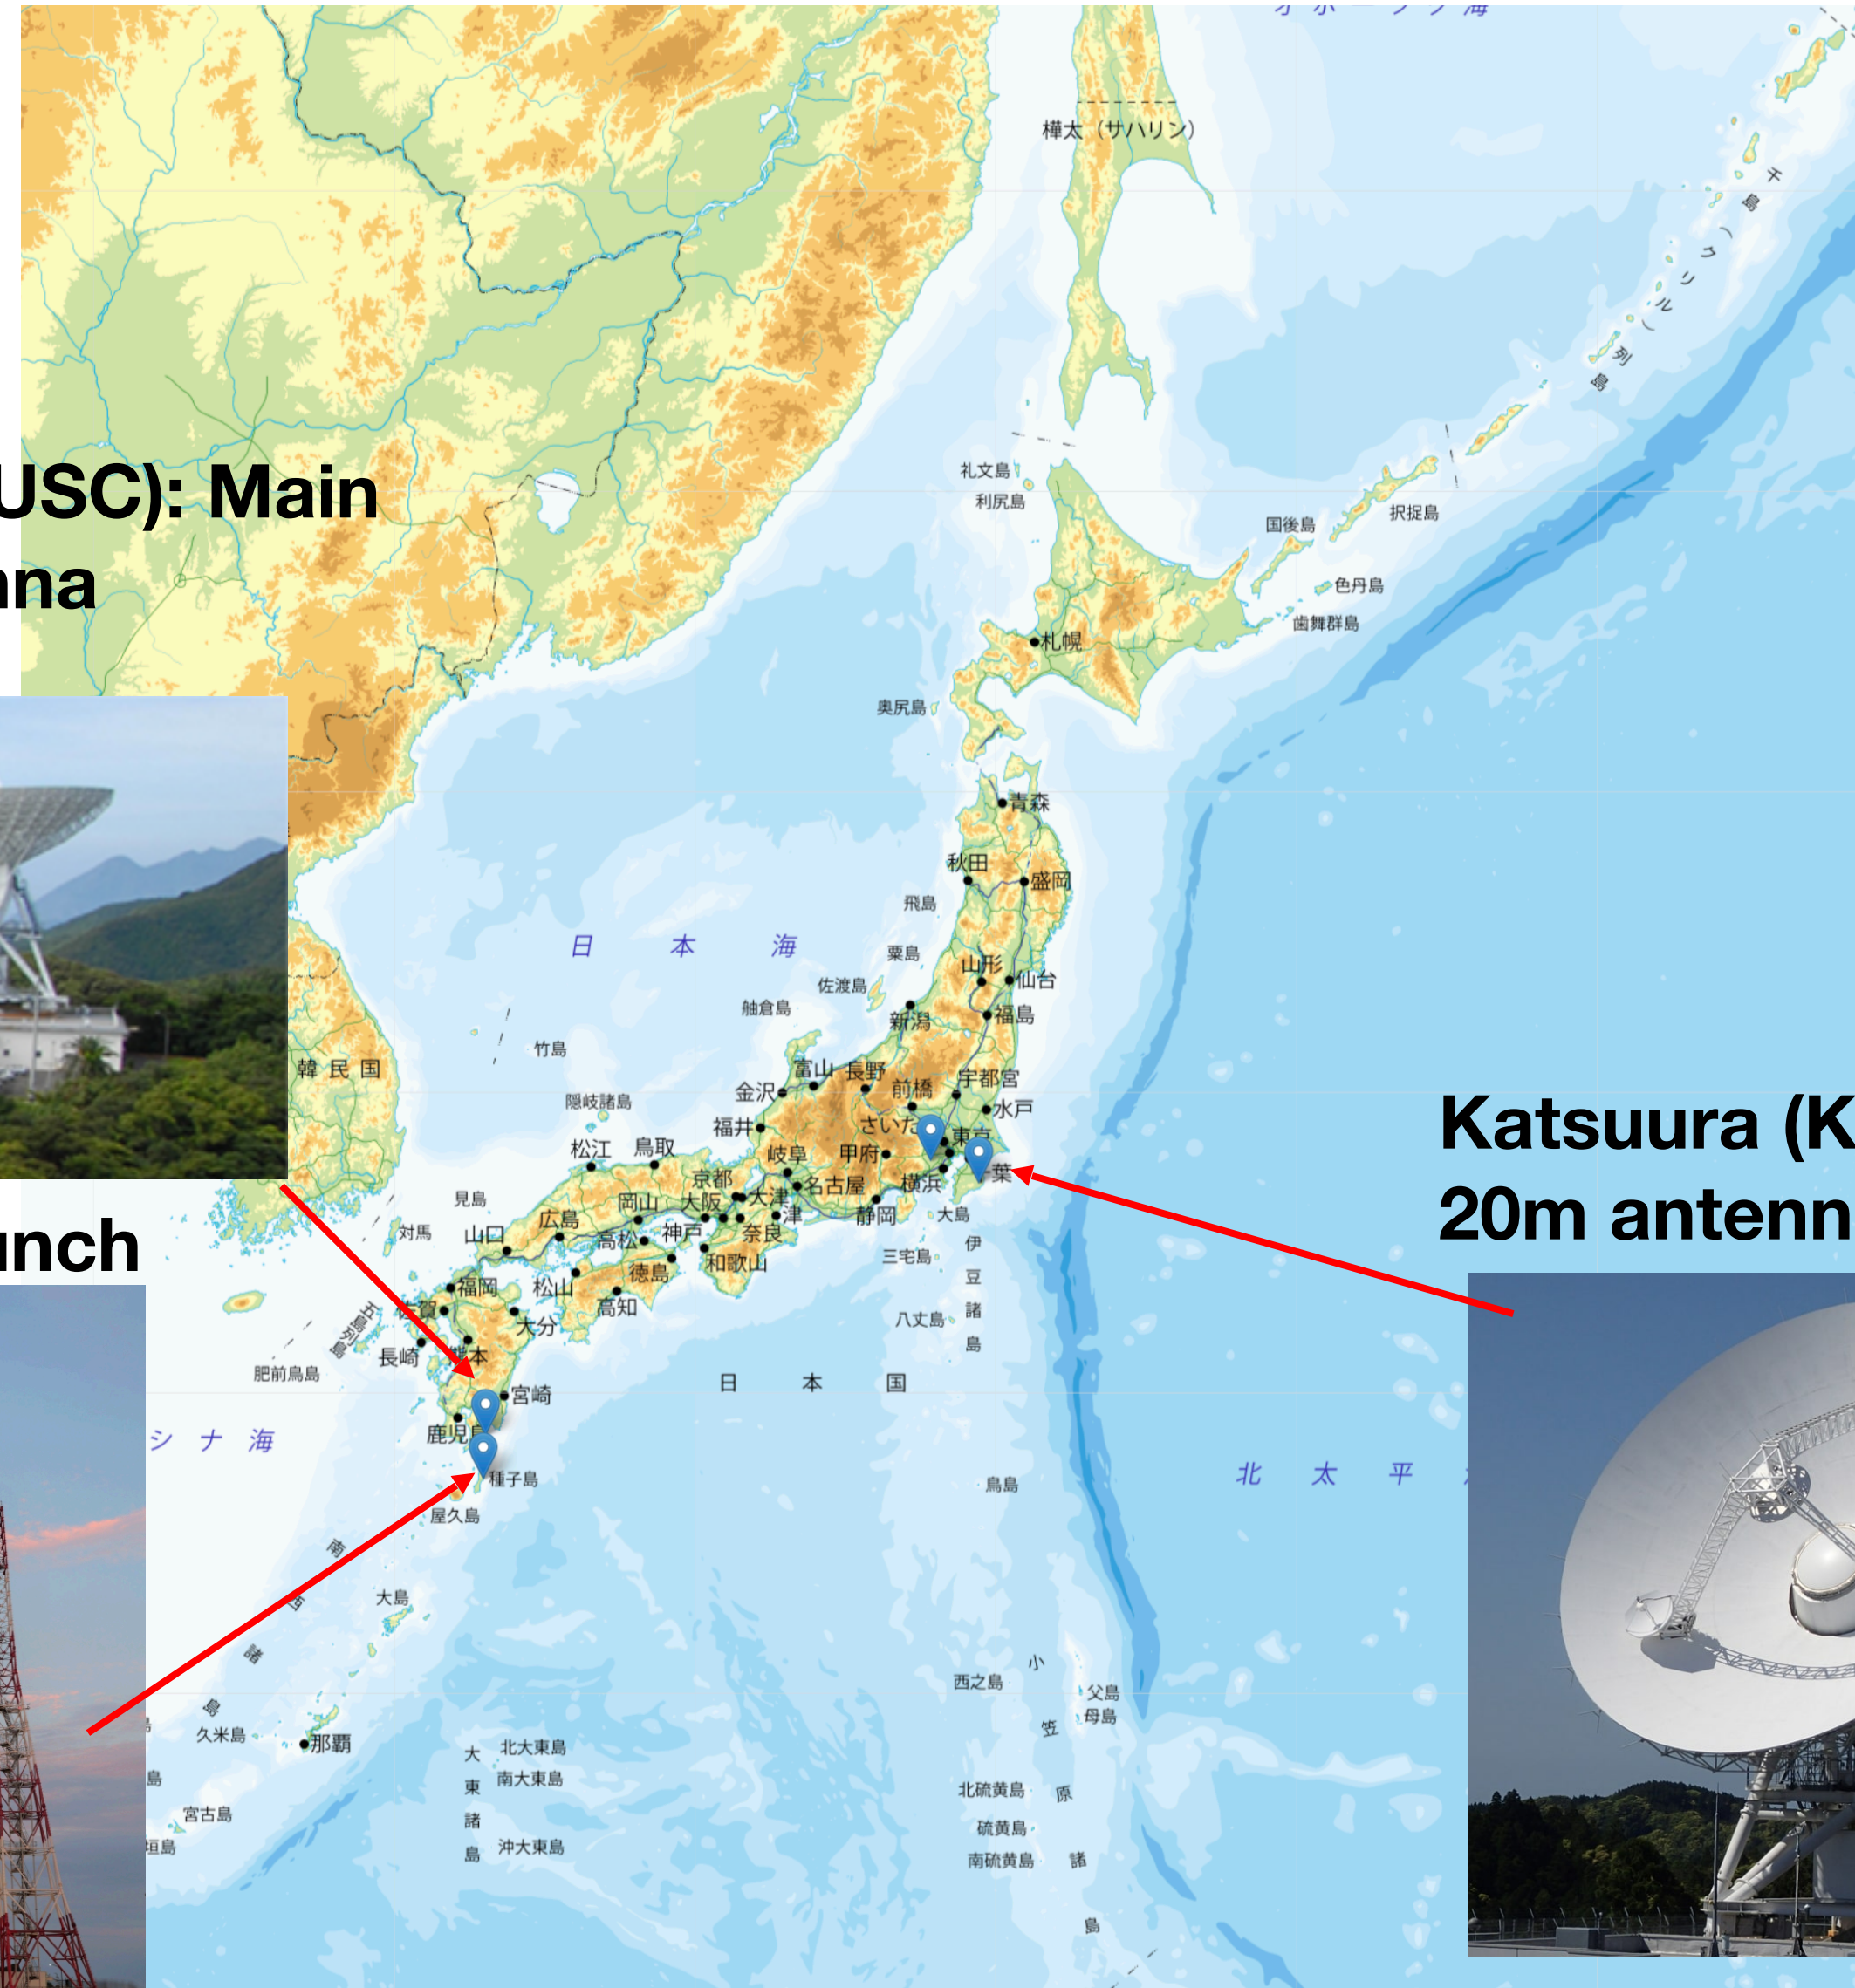 樺太（サハリン）
千島（クリル）列島
USC): Main
nna
礼文島
利尻島
択捉島
国後島
色丹島
歯舞群島
札幌
奥尻島
青森
秋田
盛岡
飛島
日本海
粟島
山形
仙台
佐渡島
舳倉島
新潟
福島
竹島
韓民国
富山
長野
前橋
宇都宮
金沢
水戸
隠岐諸島
福井
さいた
東京
Katsuura (K
20m antenn
松江
鳥取
岐阜
甲府
葉
京都
大津
名古屋
横浜
見島
岡山
大阪
津
静岡
大島
unch
対馬
山口
広島
高松
神戸
奈良
伊豆諸島
三宅島
和歌山
徳島
福岡
松山
佐賀
高知
八丈島
五島列島
大分
長崎
熊本
肥前鳥島
宮崎
日本国
鹿児島
シナ海
種子島
北太平
鳥島
屋久島
南西諸島
大島
小笠原諸島
西之島
父島
母島
久米島
那覇
島
大東諸島
北大東島
南大東島
島
北硫黄島
宮古島
硫黄島
垣島
沖大東島
南硫黄島